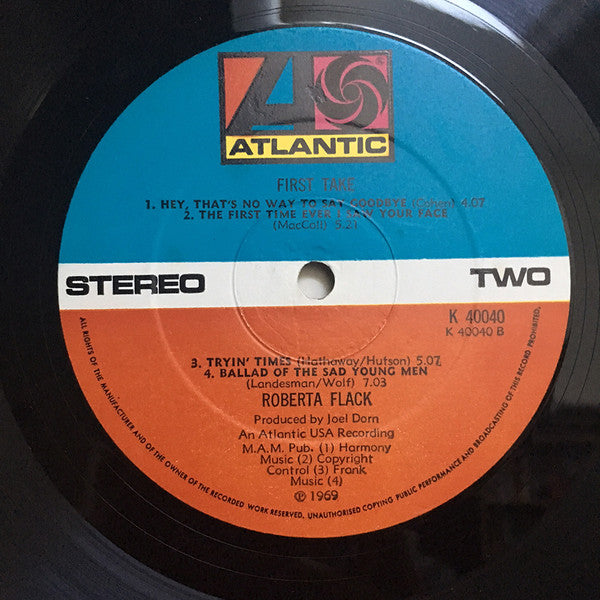 ATLANTIC
®
FIRST TAKE
1. HEY, THAT'S NO WAY TO SAY GOODBYE (Cohen) 4.07
2. THE FIRST TIME EVER I SAW YOUR FACE
(MacColl) 5.21
STEREO TWO
K 40040
K 40040 B
3. TRYIN' TIMES (Hathaway/Hutson) 5.07
4. BALLAD OF THE SAD YOUNG MEN
(Landesman/Wolf) 7.03
ROBERTA FLACK
Produced by Joel Dorn
An Atlantic USA Recording
M.A.M. Pub. (1) Harmony
Music (2) Copyright
Control (3) Frank
Music (4)
℗ 1969
ALL RIGHTS OF THE MANUFACTURER AND OF THE OWNER OF THE RECORDED WORK RESERVED. UNAUTHORISED COPYING PUBLIC PERFORMANCE AND BROADCASTING OF THIS RECORD PROHIBITED.